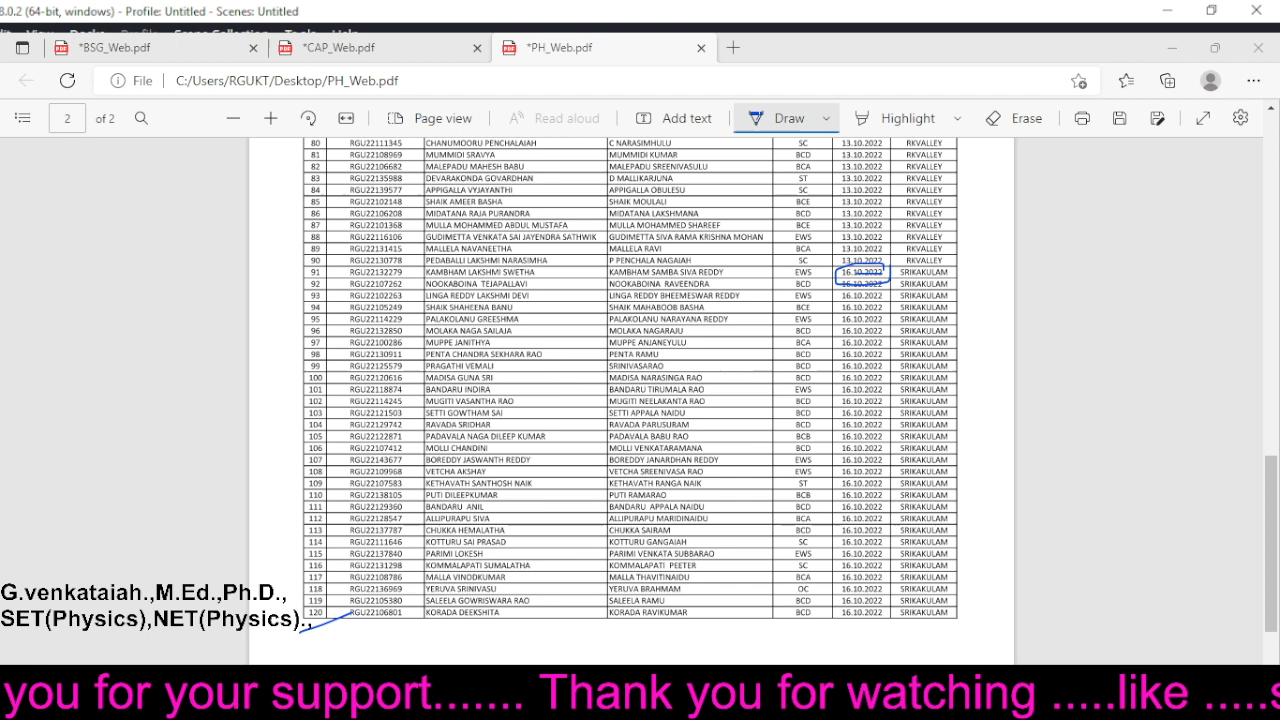 8.0.2 (64-bit, windows) - Profile: Untitled - Scenes: Untitled
*BSG_Web.pdf *CAP_Web.pdf *PH_Web.pdf
File C:/Users/RGUKT/Desktop/PH_Web.pdf
2 of 2 Page view Read aloud Add text Draw Highlight Erase
80 RGU22111345 CHANUMOORU PENCHALAIAH C NARASIMHULU SC 13.10.2022 RKVALLEY
81 RGU22108969 MUMMIDI SRAVYA MUMMIDI KUMAR BCD 13.10.2022 RKVALLEY
82 RGU22106682 MALEPADU MAHESH BABU MALEPADU SREENIVASULU BCA 13.10.2022 RKVALLEY
83 RGU22135988 DEVARAKONDA GOVARDHAN D MALLIKARJUNA ST 13.10.2022 RKVALLEY
84 RGU22139577 APPIGALLA VYJAYANTHI APPIGALLA OBULESU SC 13.10.2022 RKVALLEY
85 RGU22102148 SHAIK AMEER BASHA SHAIK MOULALI BCE 13.10.2022 RKVALLEY
86 RGU22106208 MIDATANA RAJA PURANDRA MIDATANA LAKSHMANA BCD 13.10.2022 RKVALLEY
87 RGU22101368 MULLA MOHAMMED ABDUL MUSTAFA MULLA MOHAMMED SHAREEF BCE 13.10.2022 RKVALLEY
88 RGU22116106 GUDIMETTA VENKATA SAI JAYENDRA SATHWIK GUDIMETTA SIVA RAMA KRISHNA MOHAN EWS 13.10.2022 RKVALLEY
89 RGU22131415 MALLELA NAVANEETHA MALLELA RAVI BCA 13.10.2022 RKVALLEY
90 RGU22130778 PEDABALLI LAKSHMI NARASIMHA P PENCHALA NAGAIAH SC 13.10.2022 RKVALLEY
91 RGU22132279 KAMBHAM LAKSHMI SWETHA KAMBHAM SAMBA SIVA REDDY EWS 16.10.2022 SRIKAKULAM
92 RGU22107262 NOOKABOINA TEJAPALLAVI NOOKABOINA RAVEENDRA BCD 16.10.2022 SRIKAKULAM
93 RGU22102263 LINGA REDDY LAKSHMI DEVI LINGA REDDY BHEEMESWAR REDDY EWS 16.10.2022 SRIKAKULAM
94 RGU22105249 SHAIK SHAHEENA BANU SHAIK MAHABOOB BASHA BCE 16.10.2022 SRIKAKULAM
95 RGU22114229 PALAKOLANU GREESHMA PALAKOLANU NARAYANA REDDY EWS 16.10.2022 SRIKAKULAM
96 RGU22132850 MOLAKA NAGA SAILAJA MOLAKA NAGARAJU BCD 16.10.2022 SRIKAKULAM
97 RGU22100286 MUPPE JANITHYA MUPPE ANJANEYULU BCA 16.10.2022 SRIKAKULAM
98 RGU22130911 PENTA CHANDRA SEKHARA RAO PENTA RAMU BCD 16.10.2022 SRIKAKULAM
99 RGU22125579 PRAGATHI VEMALI SRINIVASARAO BCD 16.10.2022 SRIKAKULAM
100 RGU22120616 MADISA GUNA SRI MADISA NARASINGA RAO BCD 16.10.2022 SRIKAKULAM
101 RGU22118874 BANDARU INDIRA BANDARU TIRUMALA RAO EWS 16.10.2022 SRIKAKULAM
102 RGU22114245 MUGITI VASANTHA RAO MUGITI NEELAKANTA RAO BCD 16.10.2022 SRIKAKULAM
103 RGU22121503 SETTI GOWTHAM SAI SETTI APPALA NAIDU BCD 16.10.2022 SRIKAKULAM
104 RGU22129742 RAVADA SRIDHAR RAVADA PARUSURAM BCD 16.10.2022 SRIKAKULAM
105 RGU22122871 PADAVALA NAGA DILEEP KUMAR PADAVALA BABU RAO BCB 16.10.2022 SRIKAKULAM
106 RGU22107412 MOLLI CHANDINI MOLLI VENKATARAMANA BCD 16.10.2022 SRIKAKULAM
107 RGU22143677 BOREDDY JASWANTH REDDY BOREDDY JANARDHAN REDDY EWS 16.10.2022 SRIKAKULAM
108 RGU22109968 VETCHA AKSHAY VETCHA SREENIVASA RAO EWS 16.10.2022 SRIKAKULAM
109 RGU22107583 KETHAVATH SANTHOSH NAIK KETHAVATH RANGA NAIK ST 16.10.2022 SRIKAKULAM
110 RGU22138105 PUTI DILEEPKUMAR PUTI RAMARAO BCB 16.10.2022 SRIKAKULAM
111 RGU22129360 BANDARU ANIL BANDARU APPALA NAIDU BCD 16.10.2022 SRIKAKULAM
112 RGU22128547 ALLIPURAPU SIVA ALLIPURAPU MARIDINAIDU BCA 16.10.2022 SRIKAKULAM
113 RGU22137787 CHUKKA HEMALATHA CHUKKA SAIRAM BCD 16.10.2022 SRIKAKULAM
114 RGU22111646 KOTTURU SAI PRASAD KOTTURU GANGAIAH SC 16.10.2022 SRIKAKULAM
115 RGU22137840 PARIMI LOKESH PARIMI VENKATA SUBBARAO EWS 16.10.2022 SRIKAKULAM
116 RGU22131298 KOMMALAPATI SUMALATHA KOMMALAPATI PEETER SC 16.10.2022 SRIKAKULAM
117 RGU22108786 MALLA VINODKUMAR MALLA THAVITINAIDU BCA 16.10.2022 SRIKAKULAM
118 RGU22136969 YERUVA SRINIVASU YERUVA BRAHMAM OC 16.10.2022 SRIKAKULAM
119 RGU22105380 SALEELA GOWRISWARA RAO SALEELA RAMU BCD 16.10.2022 SRIKAKULAM
120 RGU22106801 KORADA DEEKSHITA KORADA RAVIKUMAR BCD 16.10.2022 SRIKAKULAM
G.venkataiah.,M.Ed.,Ph.D.,
SET(Physics),NET(Physics).,
you for your support....... Thank you for watching .....like .....s